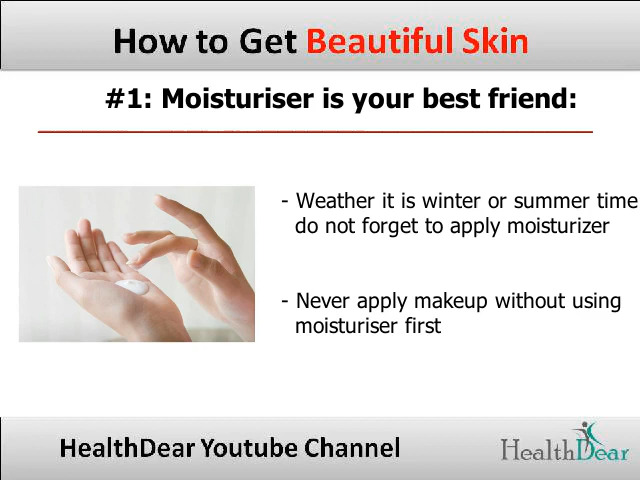 How to Get Beautiful Skin
#1: Moisturiser is your best friend:
- Weather it is winter or summer time
do not forget to apply moisturizer
- Never apply makeup without using
moisturiser first
HealthDear Youtube Channel
HealthDear